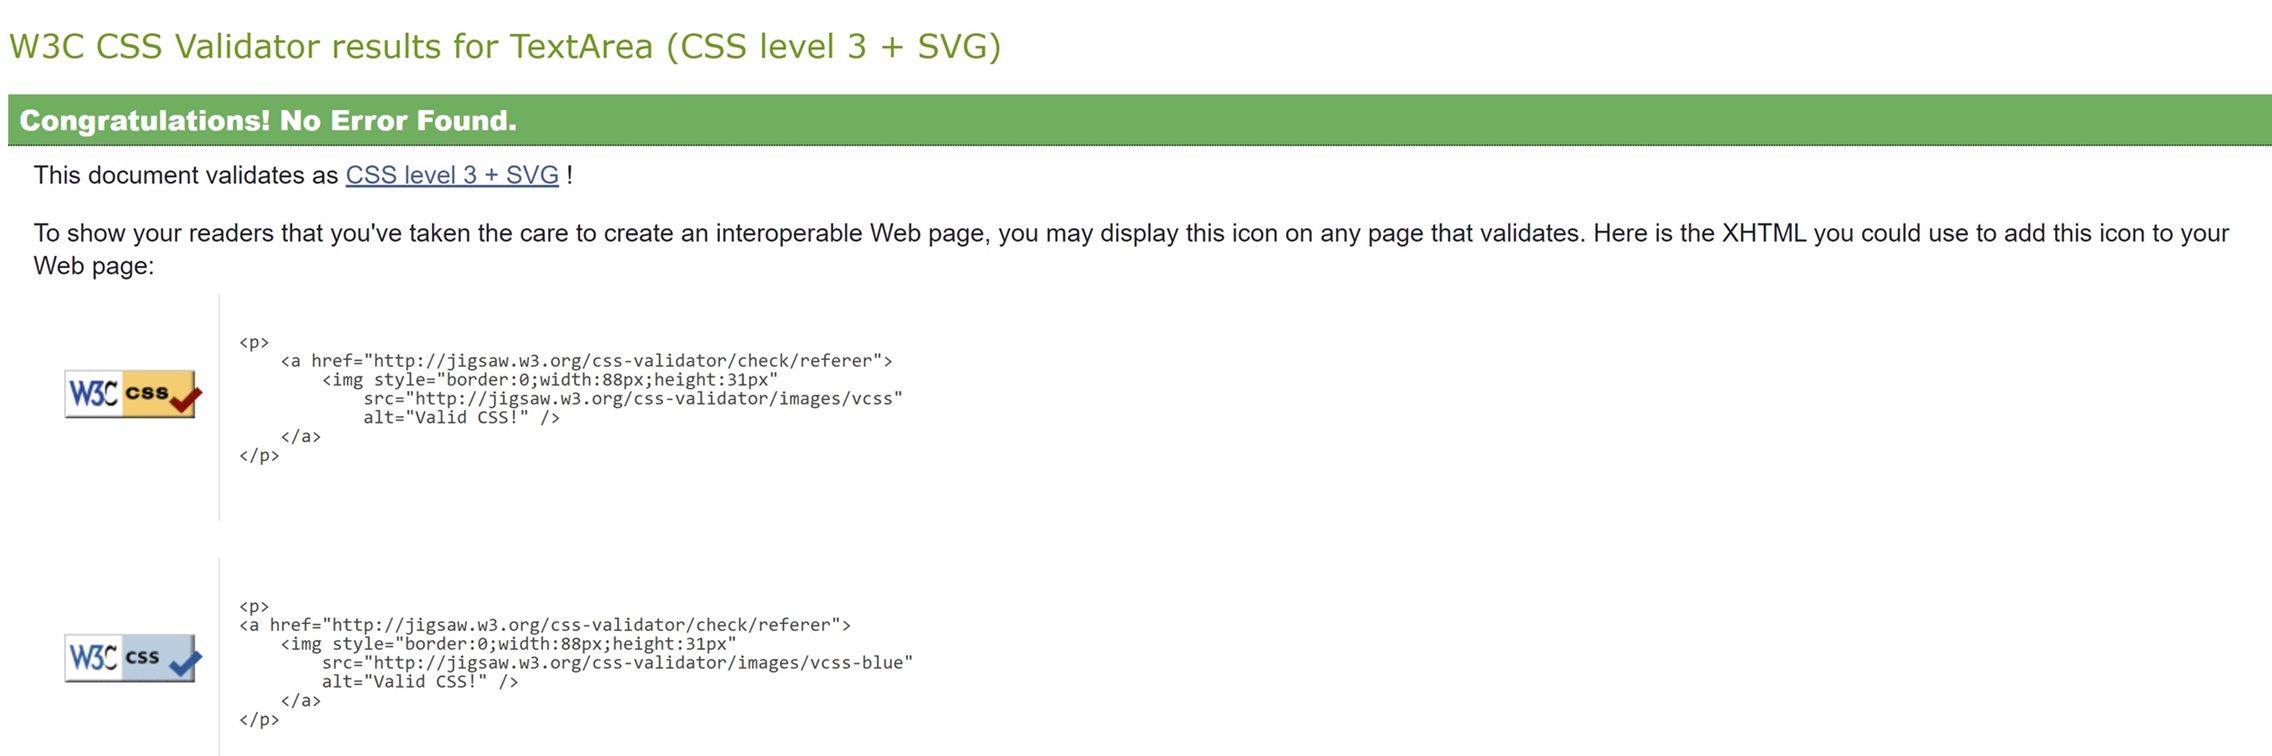 W3C CSS Validator results for TextArea (CSS level 3 + SVG)
Congratulations! No Error Found.
This document validates as CSS level 3 + SVG !
To show your readers that you've taken the care to create an interoperable Web page, you may display this icon on any page that validates. Here is the XHTML you could use to add this icon to your
Web page:
<p>
    <a href="http://jigsaw.w3.org/css-validator/check/referer">
        <img style="border:0;width:88px;height:31px"
            src="http://jigsaw.w3.org/css-validator/images/vcss"
W3C css
            alt="Valid CSS!" />
    </a>
</p>
<p>
<a href="http://jigsaw.w3.org/css-validator/check/referer">
    <img style="border:0;width:88px;height:31px"
W3C css
        src="http://jigsaw.w3.org/css-validator/images/vcss-blue"
        alt="Valid CSS!" />
    </a>
</p>